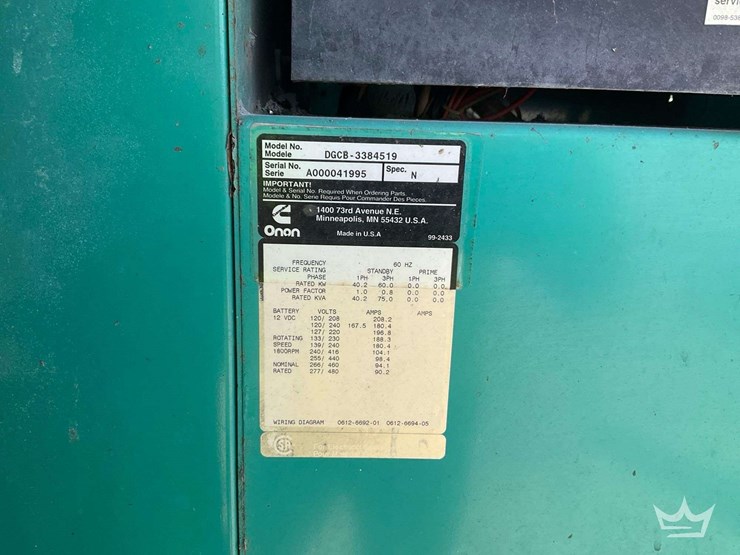 servi
0098-536
Model No.
Modele DGCB-3384519
Serial No.
Serie A000041995 Spec. N
IMPORTANT!
Model & Serial No. Required When Ordering Parts.
Modele & No. Serie Requis Pour Commander Des Pieces.
Onan
1400 73rd Avenue N.E.
Minneapolis, MN 55432 U.S.A.
Made in U.S.A 99-2433
FREQUENCY 60 HZ
SERVICE RATING STANDBY PRIME
PHASE 1PH 3PH 1PH 3PH
RATED KW 40.2 60.0 0.0 0.0
POWER FACTOR 1.0 0.8 0.0 0.0
RATED KVA 40.2 75.0 0.0 0.0
BATTERY VOLTS AMPS AMPS
12 VDC 120/ 208 208.2
120/ 240 167.5 180.4
127/ 220 196.8
ROTATING 133/ 230 188.3
SPEED 139/ 240 180.4
1800RPM 240/ 416 104.1
255/ 440 98.4
NOMINAL 266/ 460 94.1
RATED 277/ 480 90.2
WIRING DIAGRAM 0612-6692-01 0612-6694-05